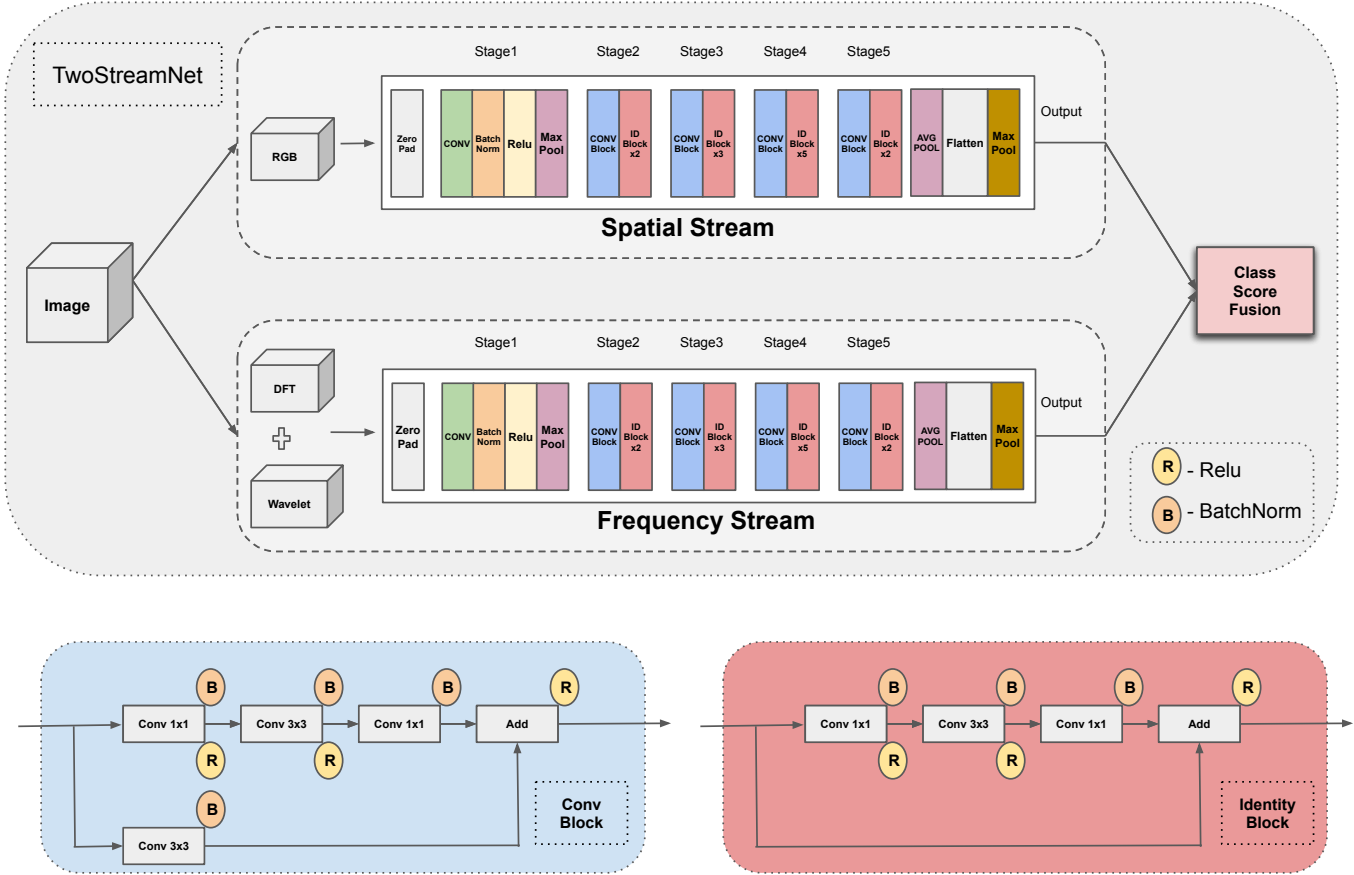 TwoStreamNet
Stage1 Stage2 Stage3 Stage4 Stage5
RGB
Zero
Pad
CONV
Batch
Norm
Relu
Max
Pool
CONV
Block
ID
Block
x2
CONV
Block
ID
Block
x3
CONV
Block
ID
Block
x5
CONV
Block
ID
Block
x2
AVG
POOL
Flatten
Max
Pool
Output
Spatial Stream
Image
Class
Score
Fusion
Stage1 Stage2 Stage3 Stage4 Stage5
DFT
Wavelet
Zero
Pad
CONV
Batch
Norm
Relu
Max
Pool
CONV
Block
ID
Block
x2
CONV
Block
ID
Block
x3
CONV
Block
ID
Block
x5
CONV
Block
ID
Block
x2
AVG
POOL
Flatten
Max
Pool
Output
Frequency Stream
R - Relu
B - BatchNorm
B B B R
Conv 1x1 Conv 3x3 Conv 1x1 Add
R R
B
Conv 3x3
Conv
Block
B B B R
Conv 1x1 Conv 3x3 Conv 1x1 Add
R R
Identity
Block